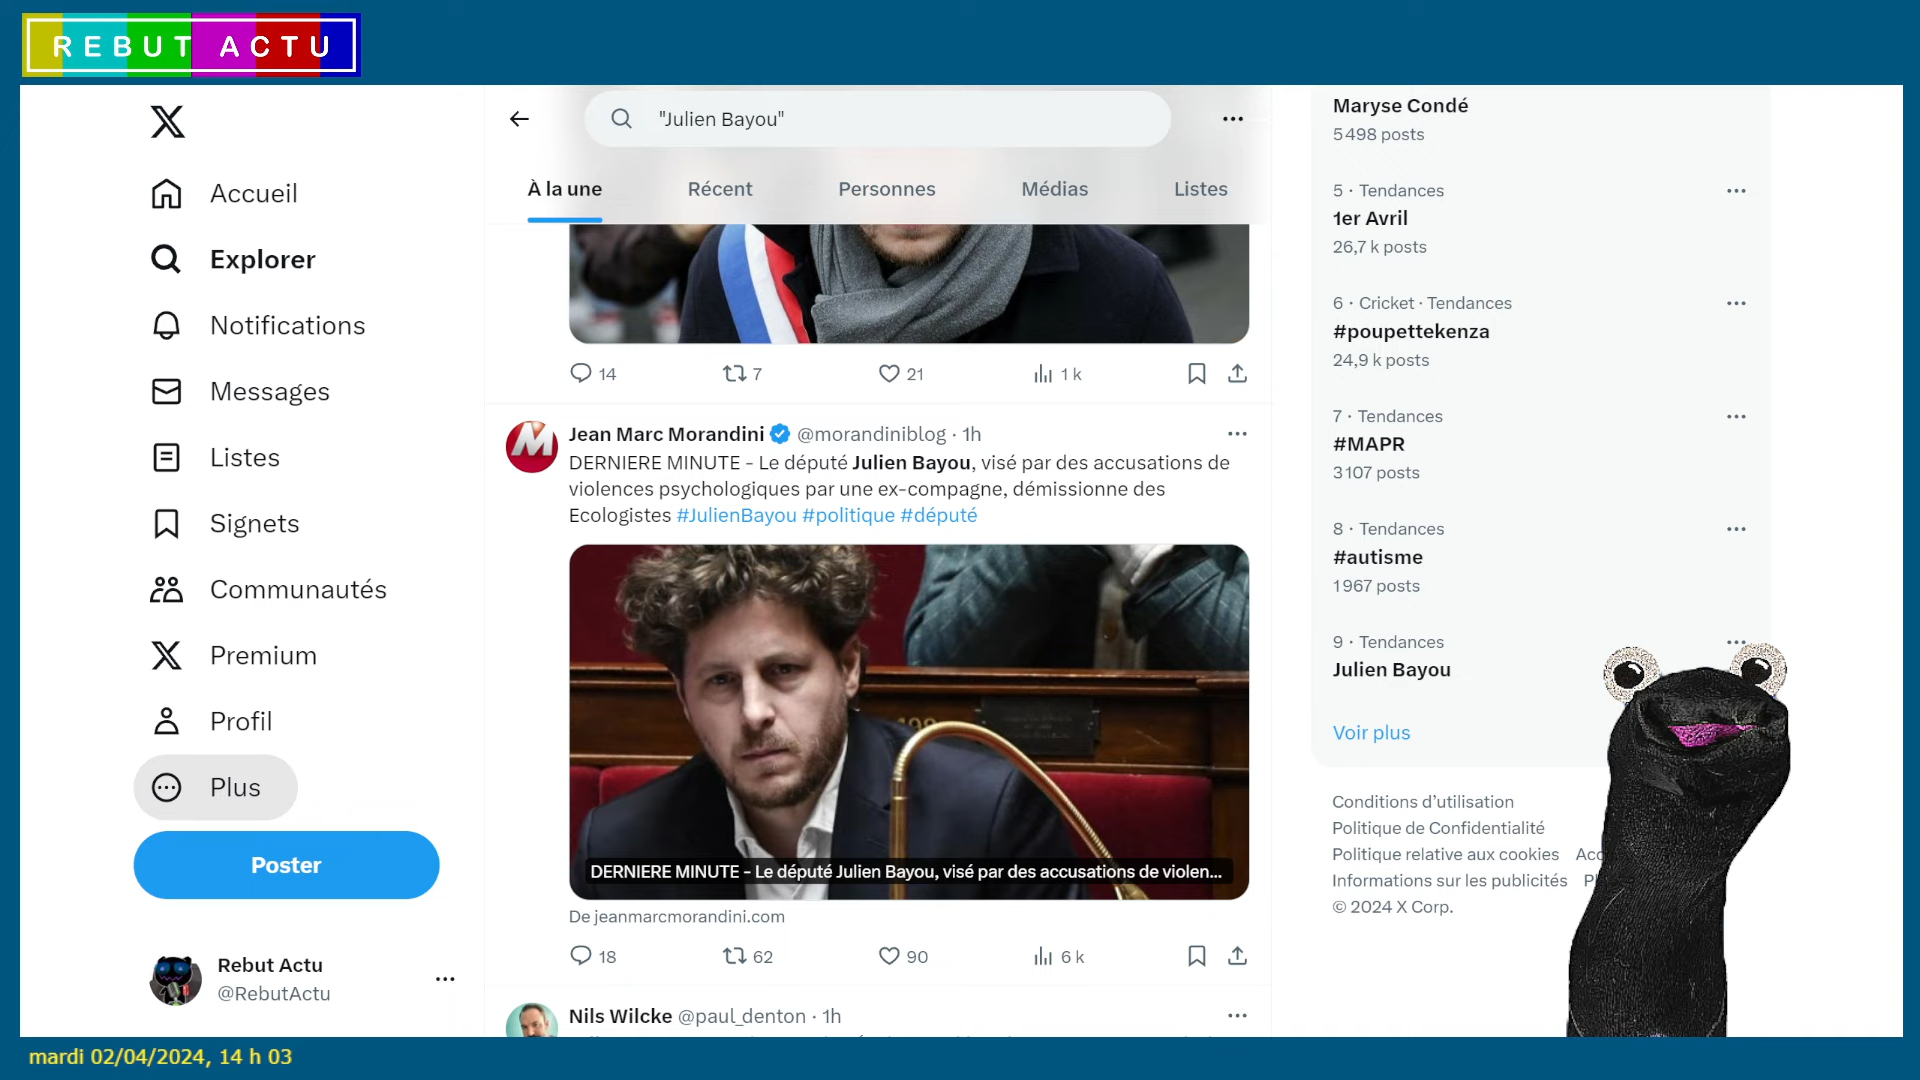 REBUT ACTU
Accueil
Explorer
Notifications
Messages
Listes
Signets
Communautés
Premium
Profil
Plus
Poster
Rebut Actu
@RebutActu
"Julien Bayou"
À la une
Récent
Personnes
Médias
Listes
14
7
21
1 k
Jean Marc Morandini @morandiniblog · 1h
DERNIERE MINUTE - Le député Julien Bayou, visé par des accusations de
violences psychologiques par une ex-compagne, démissionne des
Ecologistes #JulienBayou #politique #député
DERNIERE MINUTE - Le député Julien Bayou, visé par des accusations de violen...
De jeanmarcmorandini.com
18
62
90
6 k
Nils Wilcke @paul_denton · 1h
Maryse Condé
5 498 posts
5 · Tendances
1er Avril
26,7 k posts
6 · Cricket · Tendances
#poupettekenza
24,9 k posts
7 · Tendances
#MAPR
3 107 posts
8 · Tendances
#autisme
1 967 posts
9 · Tendances
Julien Bayou
Voir plus
Conditions d’utilisation
Politique de Confidentialité
Politique relative aux cookies
Informations sur les publicités
© 2024 X Corp.
mardi 02/04/2024, 14 h 03